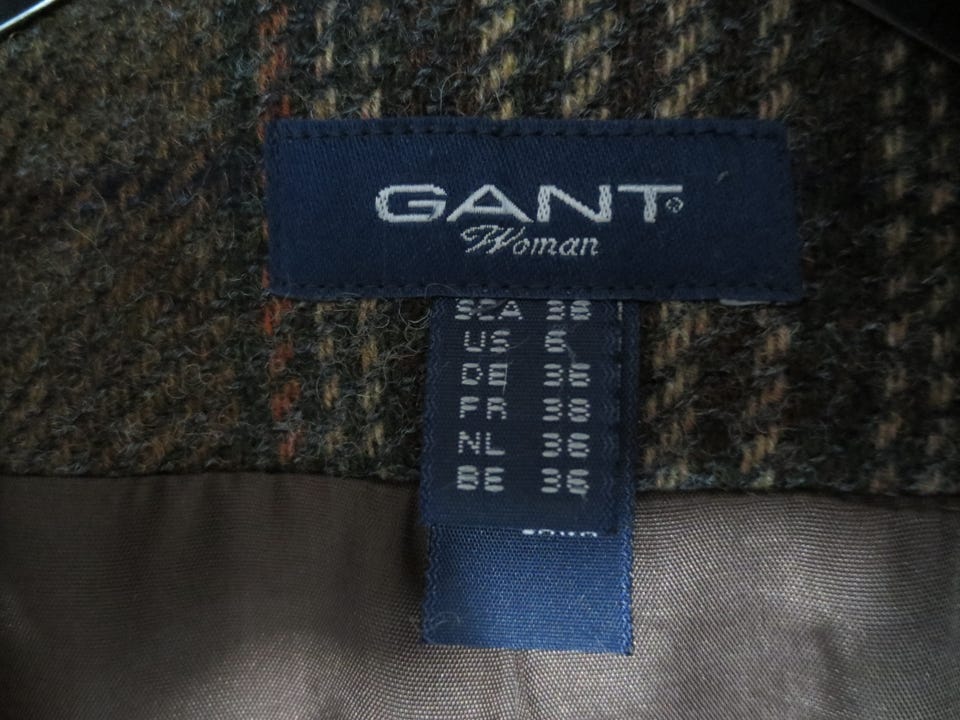 GANT®
Woman
SCA 36
US 6
DE 36
FR 38
NL 36
BE 36